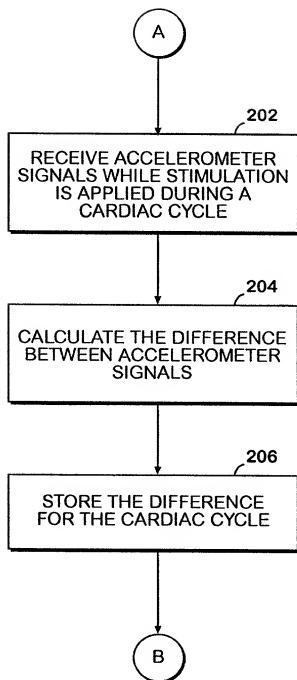 A
202
RECEIVE ACCELEROMETER
SIGNALS WHILE STIMULATION
IS APPLIED DURING A
CARDIAC CYCLE
204
CALCULATE THE DIFFERENCE
BETWEEN ACCELEROMETER
SIGNALS
206
STORE THE DIFFERENCE
FOR THE CARDIAC CYCLE
B